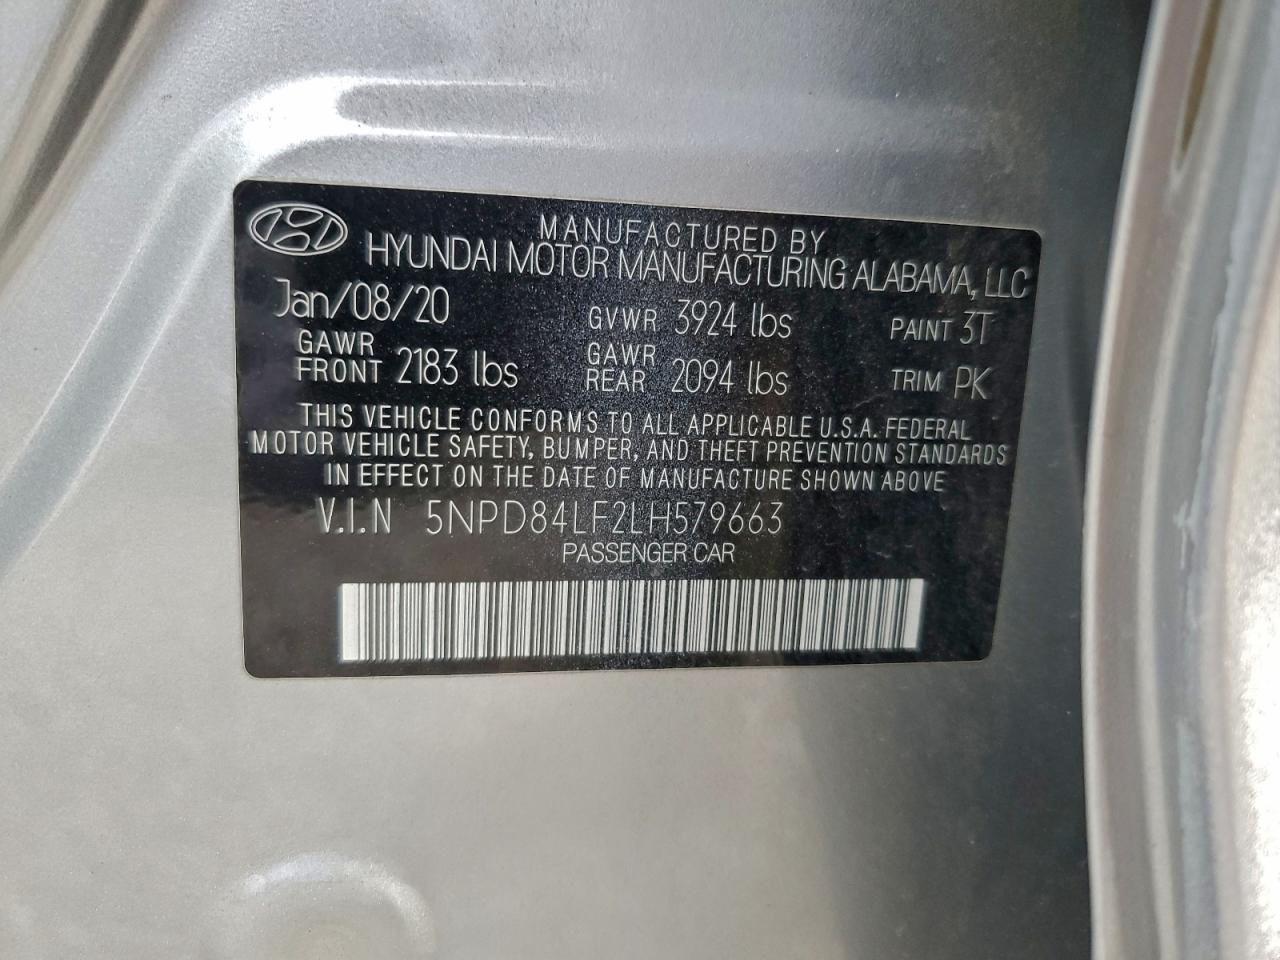 MANUFACTURED BY
HYUNDAI MOTOR MANUFACTURING ALABAMA, LLC
Jan/08/20 GVWR 3924 lbs PAINT 3T
GAWR FRONT 2183 lbs GAWR REAR 2094 lbs TRIM PK
THIS VEHICLE CONFORMS TO ALL APPLICABLE U.S.A. FEDERAL
MOTOR VEHICLE SAFETY, BUMPER, AND THEFT PREVENTION STANDARDS
IN EFFECT ON THE DATE OF MANUFACTURE SHOWN ABOVE
V.I.N 5NPD84LF2LH579663
PASSENGER CAR